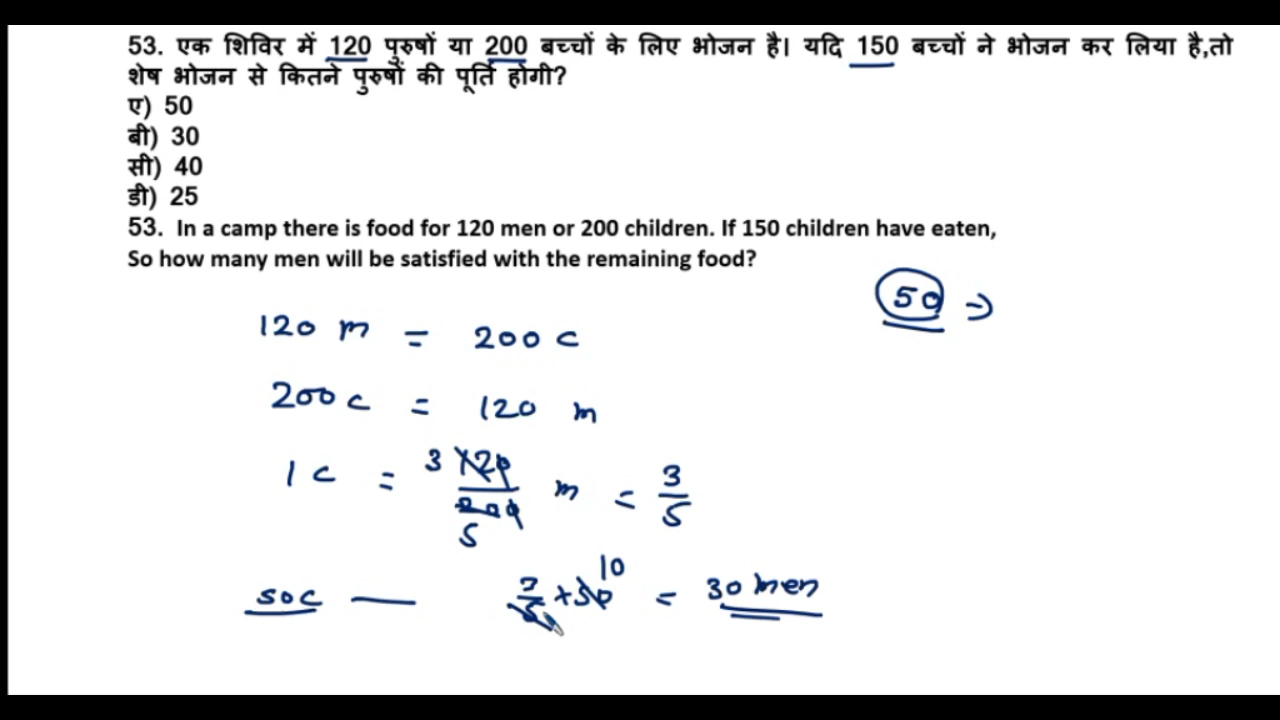 53. एक शिविर में 120 पुरुषों या 200 बच्चों के लिए भोजन है। यदि 150 बच्चों ने भोजन कर लिया है,तो
शेष भोजन से कितने पुरुषों की पूर्ति होगी?
ए) 50
बी) 30
सी) 40
डी) 25
53. In a camp there is food for 120 men or 200 children. If 150 children have eaten,
So how many men will be satisfied with the remaining food?
50 ⇒
120 m = 200 c
200 c = 120 m
1 c = 3 120/200 5 m = 3/5
50c — 3/5 × 50 10 = 30 men